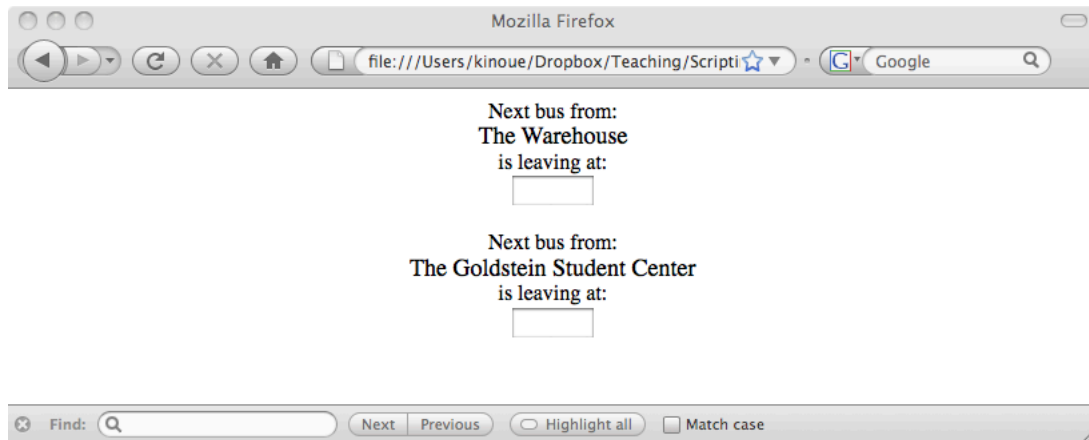 Mozilla Firefox
file:///Users/kinoue/Dropbox/Teaching/Scripti
G Google
Next bus from:
The Warehouse
is leaving at:
Next bus from:
The Goldstein Student Center
is leaving at:
Find: Next Previous Highlight all Match case